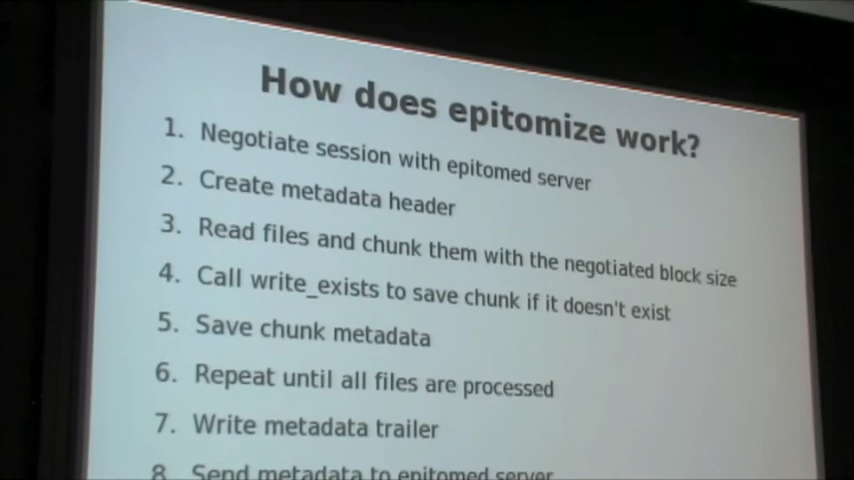 How does epitomize work?
1. Negotiate session with epitomed server
2. Create metadata header
3. Read files and chunk them with the negotiated block size
4. Call write_exists to save chunk if it doesn't exist
5. Save chunk metadata
6. Repeat until all files are processed
7. Write metadata trailer
8. Send metadata to epitomed server